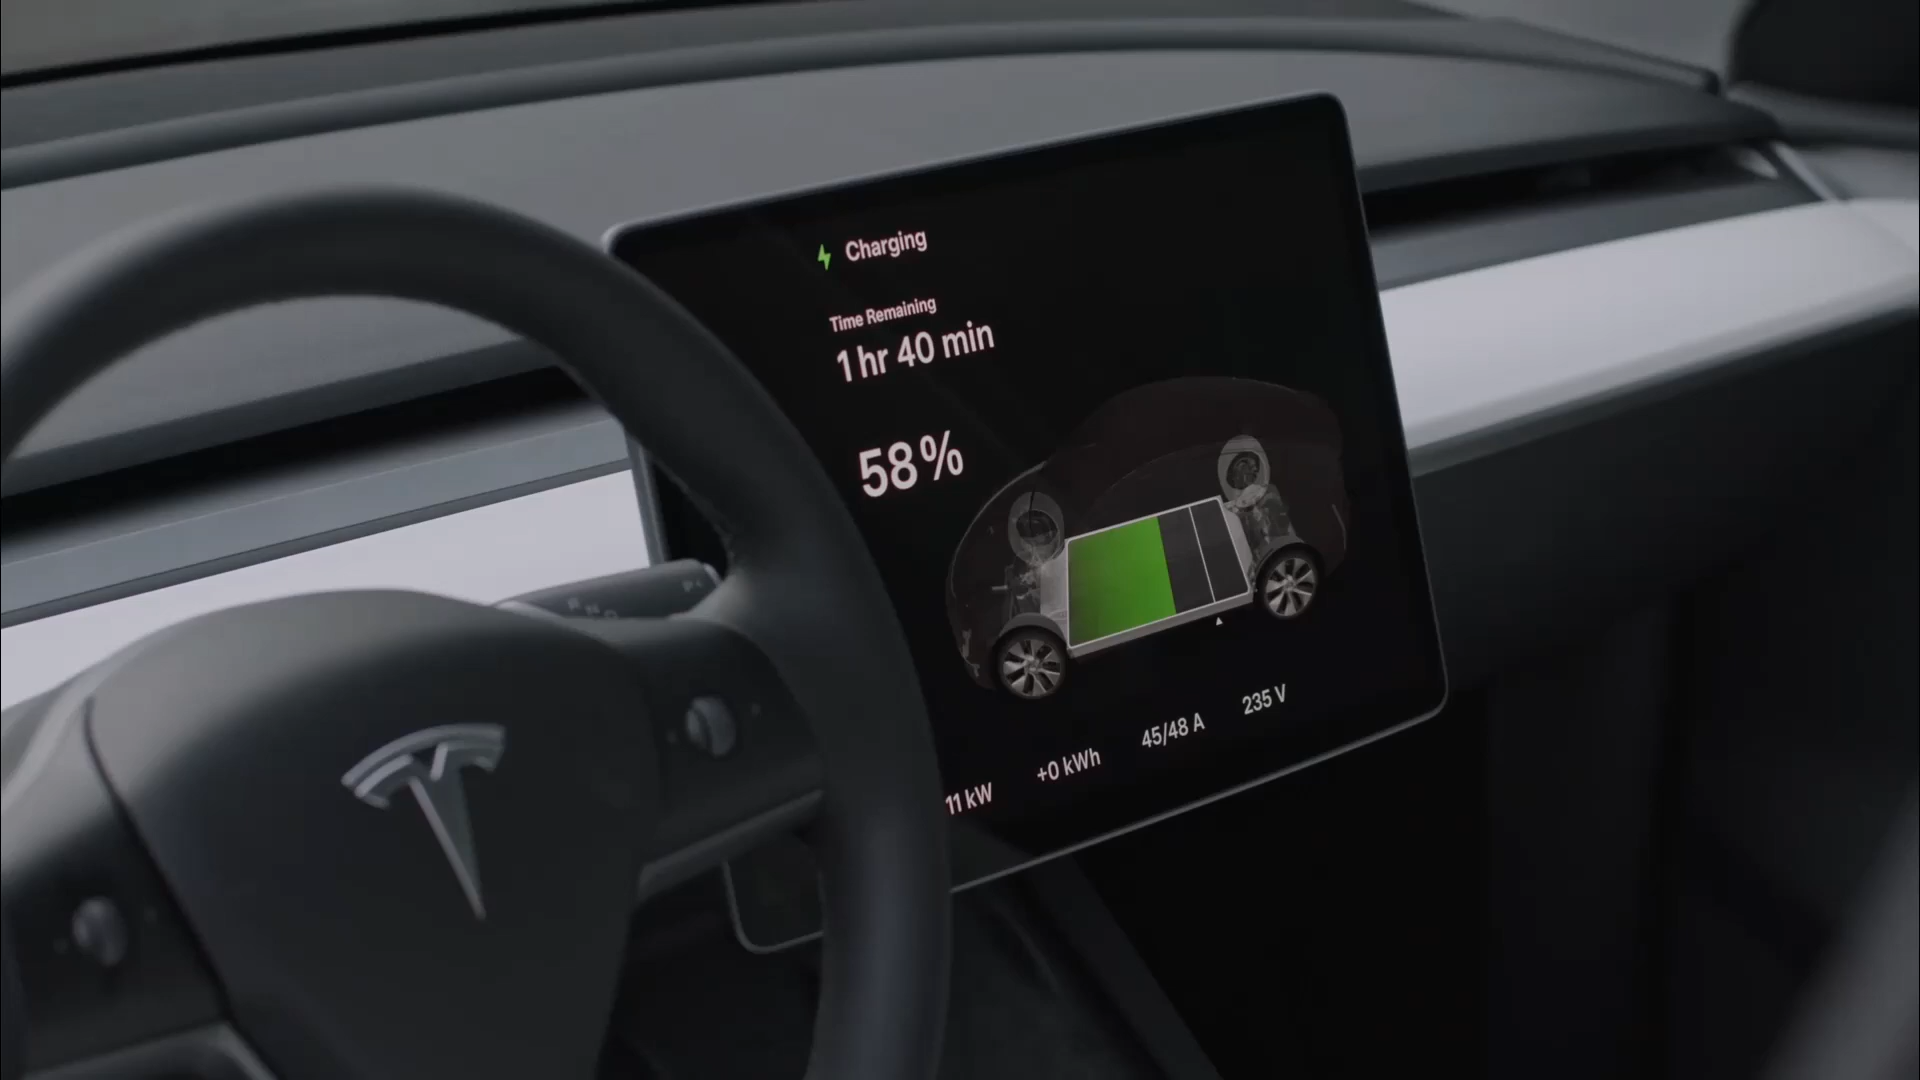 Charging
Time Remaining
1 hr 40 min
58%
11 kW
+0 kWh
45/48 A
235 V
R N D
P